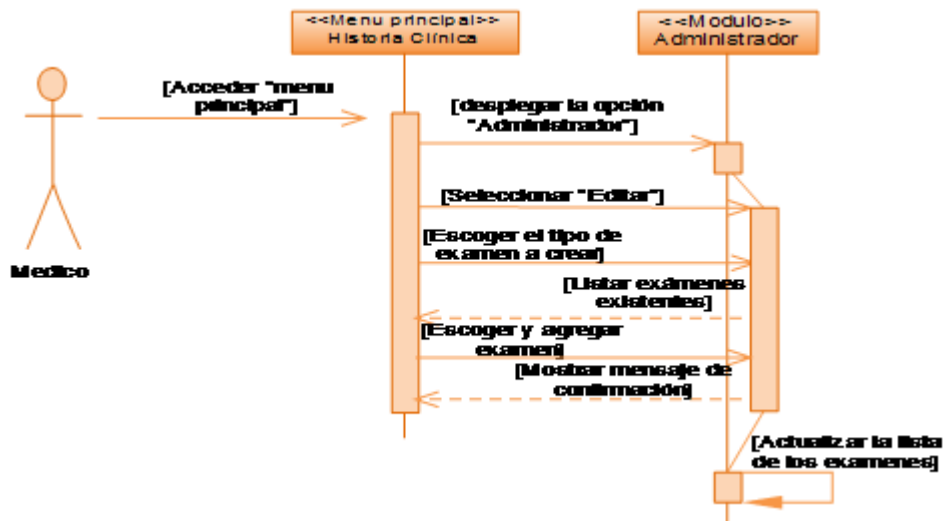 <<Menu principal>>
Historia Clínica
<<Modulo>>
Administrador
[Acceder "menu
principal"]
[desplegar la opción
"Administrador"]
[Seleccionar "Editar"]
[Escoger el tipo de
examen a crear]
Medico
[Listar exámenes
existentes]
[Escoger y agregar
examen]
[Mostrar mensaje de
confirmación]
[Actualizar la lista
de los examenes]